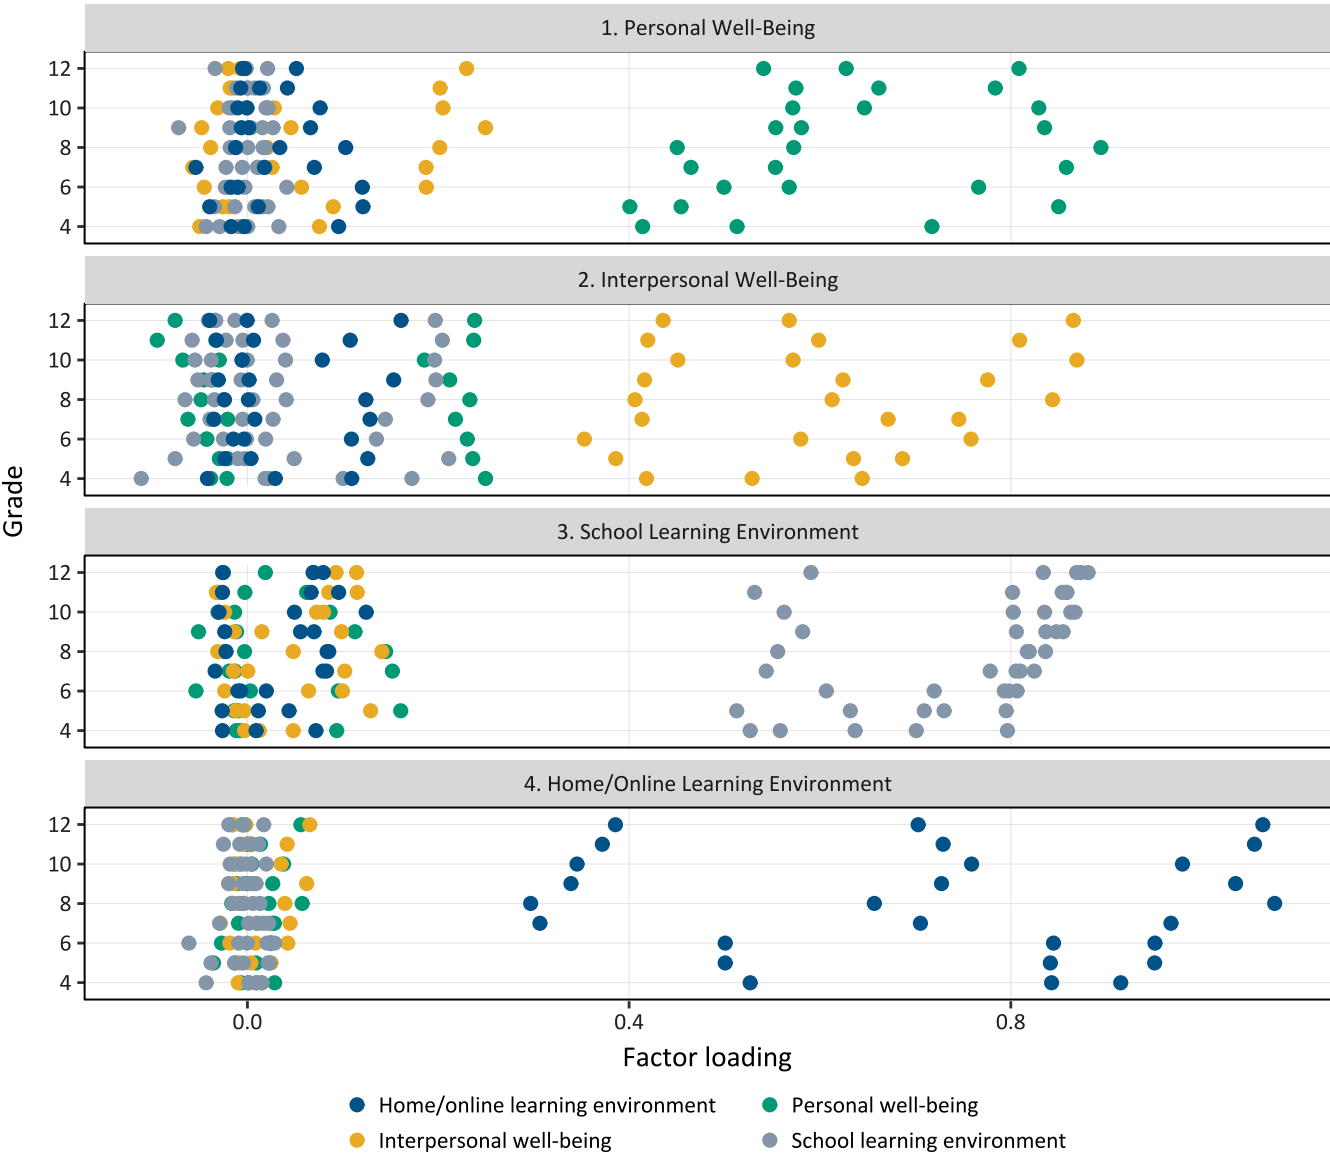 1. Personal Well-Being
12
10
8
6
4
2. Interpersonal Well-Being
12
10
8
6
4
Grade
3. School Learning Environment
12
10
8
6
4
4. Home/Online Learning Environment
12
10
8
6
4
0.0 0.4 0.8
Factor loading
Home/online learning environment Personal well-being
Interpersonal well-being School learning environment